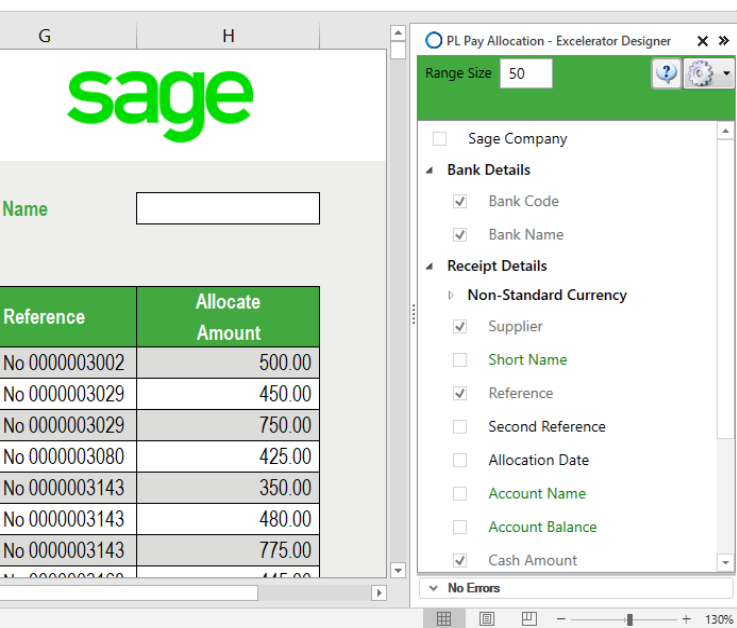 G H
sage
Name
Reference Allocate Amount
No 0000003002 500.00
No 0000003029 450.00
No 0000003029 750.00
No 0000003080 425.00
No 0000003143 350.00
No 0000003143 480.00
No 0000003143 775.00
PL Pay Allocation - Excelerator Designer
Range Size 50
Sage Company
Bank Details
Bank Code
Bank Name
Receipt Details
Non-Standard Currency
Supplier
Short Name
Reference
Second Reference
Allocation Date
Account Name
Account Balance
Cash Amount
No Errors
130%